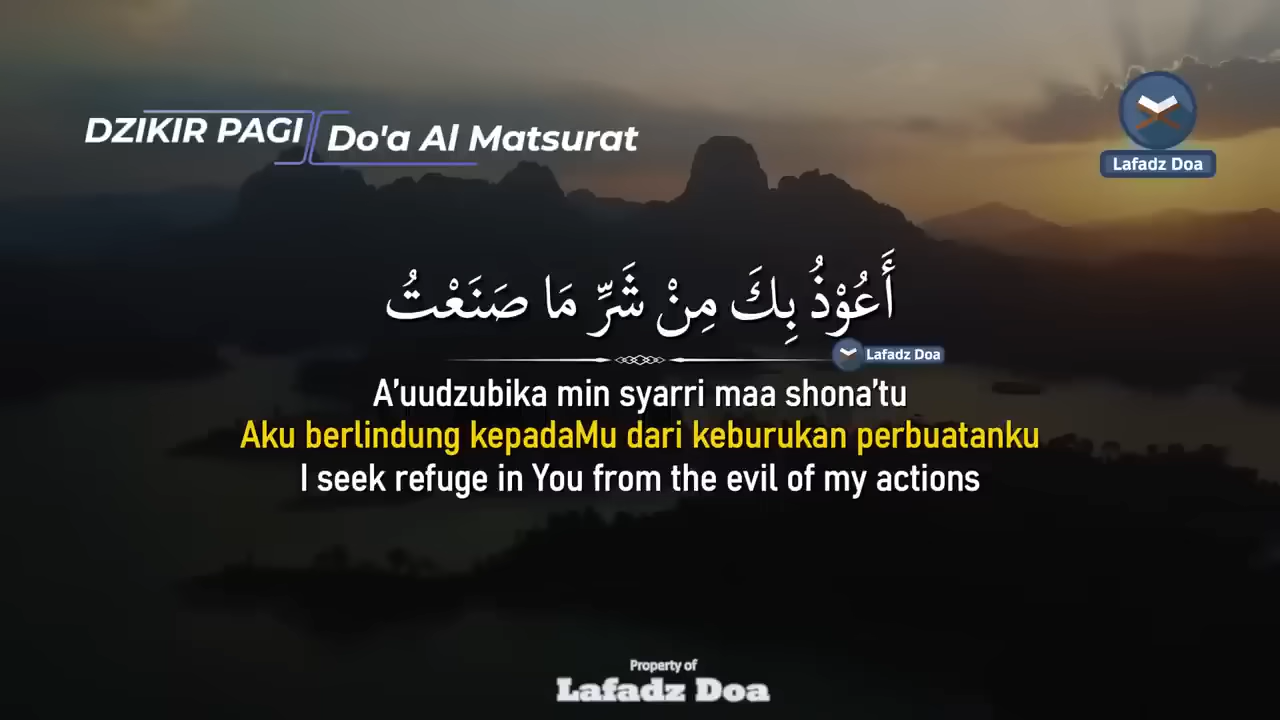 DZIKIR PAGI
Do'a Al Matsurat
Lafadz Doa
أَعُوْذُ بِكَ مِنْ شَرِّ مَا صَنَعْتُ
Lafadz Doa
A’uudzubika min syarri maa shona’tu
Aku berlindung kepadaMu dari keburukan perbuatanku
I seek refuge in You from the evil of my actions
Property of
Lafadz Doa